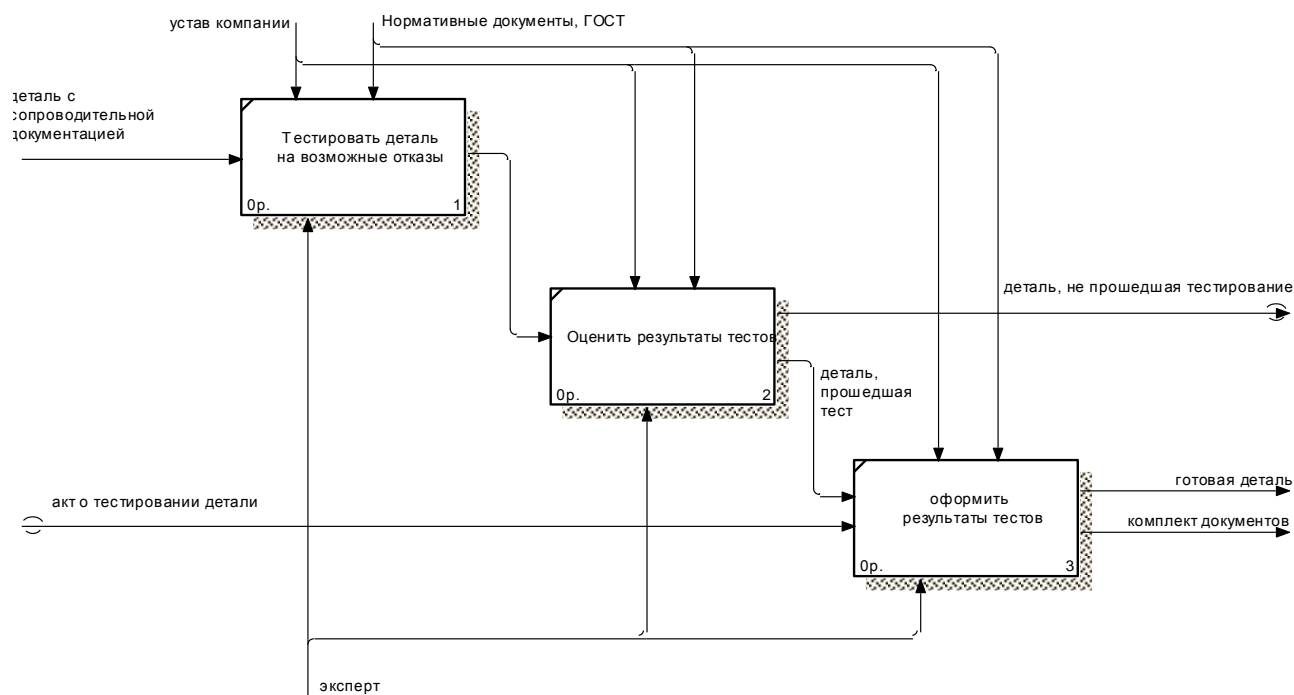 устав компании
Нормативные документы, ГОСТ
деталь с
сопроводительной
документацией
Тестировать деталь
на возможные отказы
0р.
1
деталь, не прошедшая тестирование
Оценить результаты тестов
0р.
2
деталь,
прошедшая
тест
акт о тестировании детали
оформить
результаты тестов
0р.
3
готовая деталь
комплект документов
эксперт